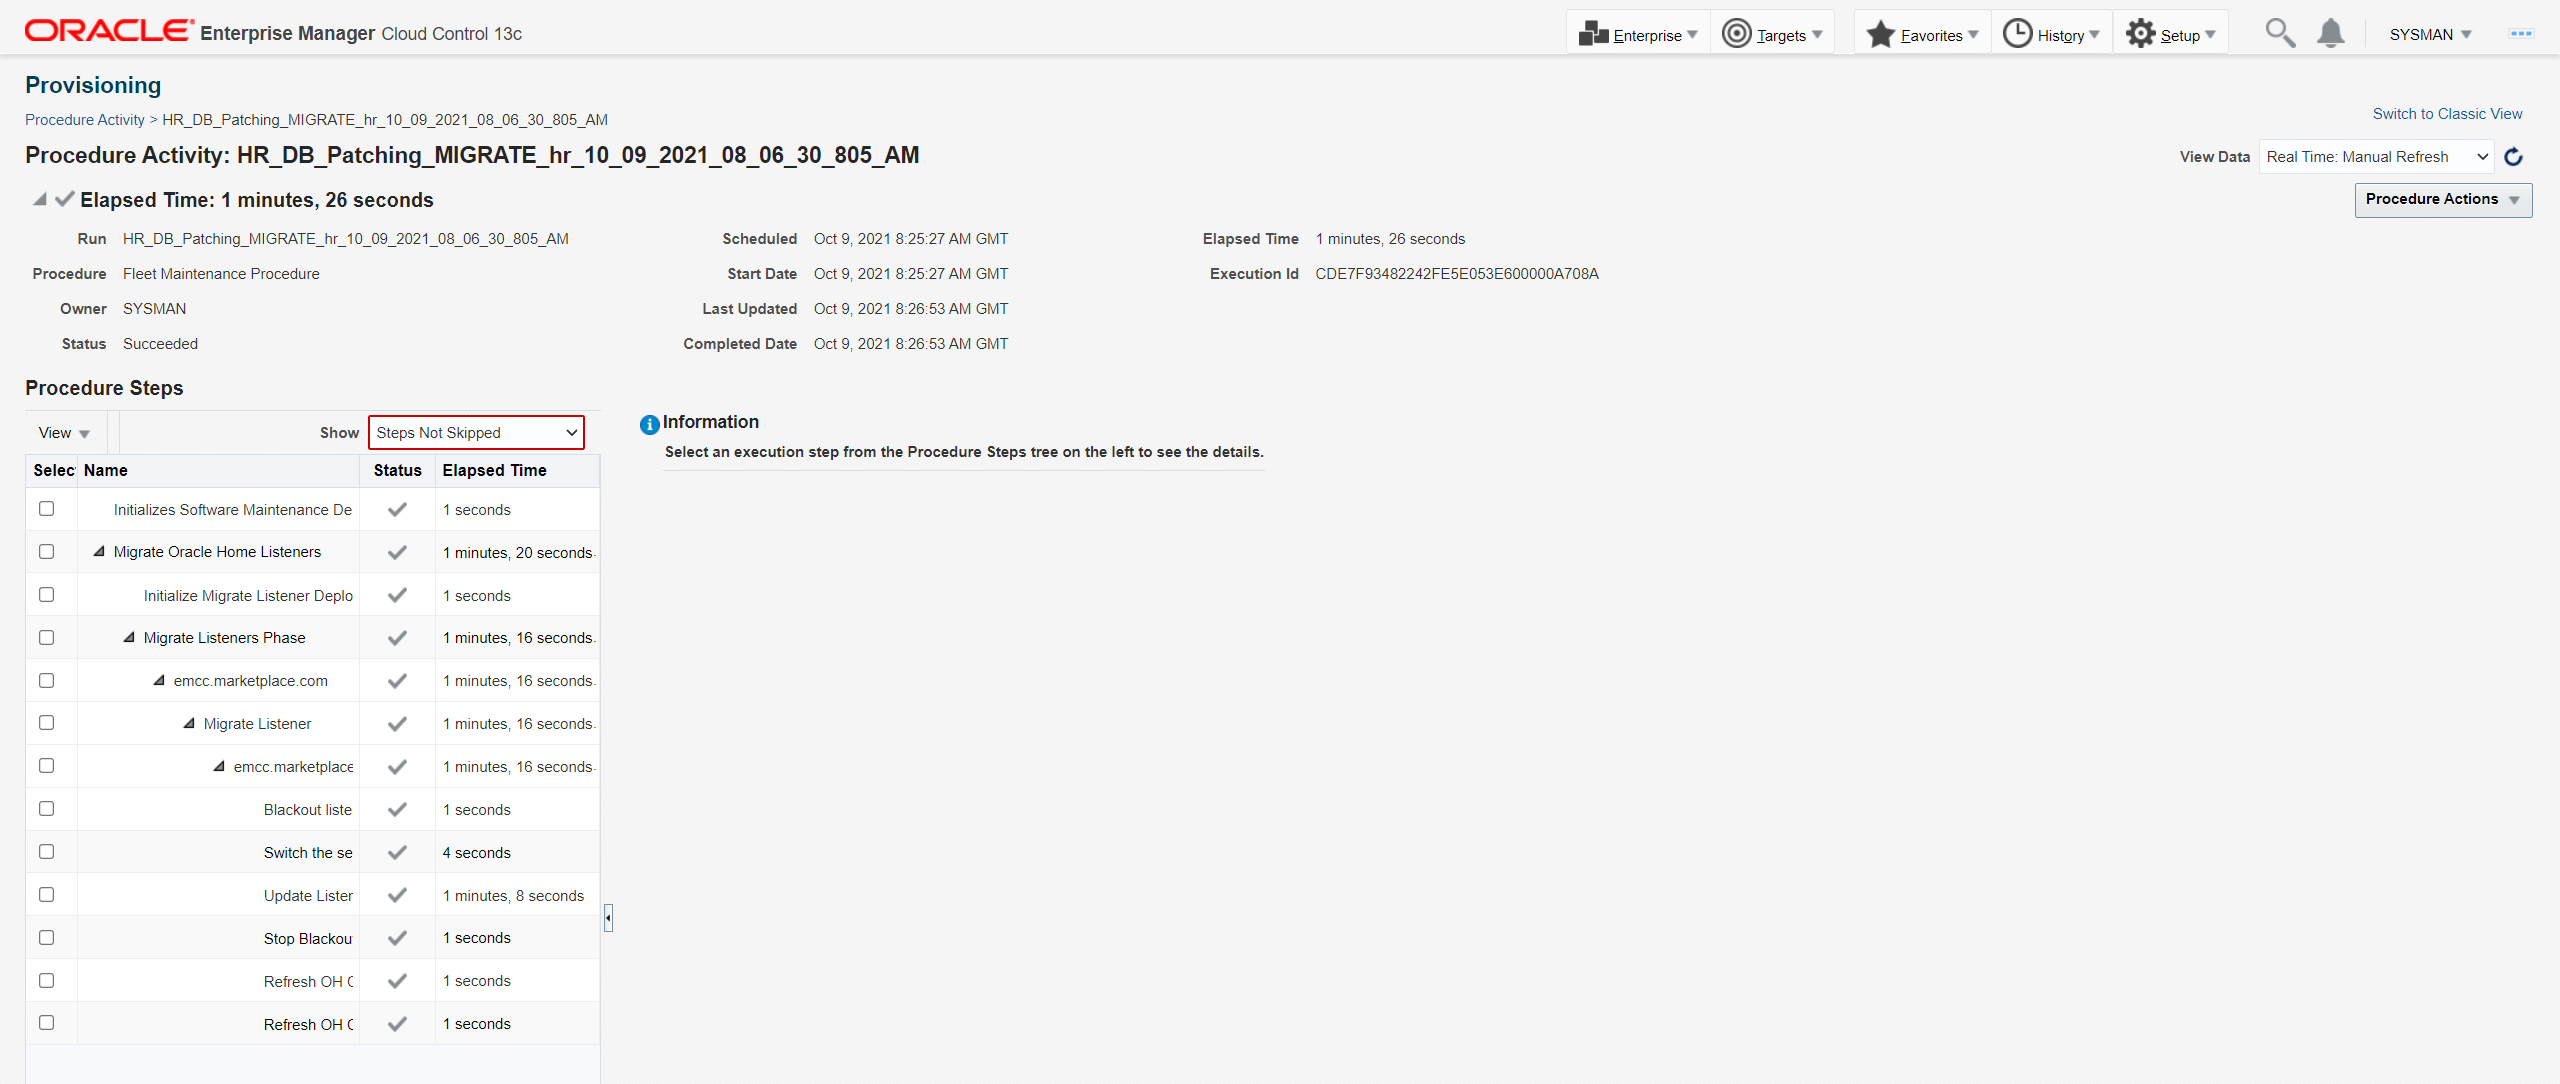 ORACLE Enterprise Manager Cloud Control 13c
Enterprise Targets Favorites History Setup SYSMAN
Provisioning
Procedure Activity > HR_DB_Patching_MIGRATE_hr_10_09_2021_08_06_30_805_AM
Switch to Classic View
Procedure Activity: HR_DB_Patching_MIGRATE_hr_10_09_2021_08_06_30_805_AM
View Data Real Time: Manual Refresh
Elapsed Time: 1 minutes, 26 seconds
Procedure Actions
Run HR_DB_Patching_MIGRATE_hr_10_09_2021_08_06_30_805_AM
Procedure Fleet Maintenance Procedure
Owner SYSMAN
Status Succeeded
Scheduled Oct 9, 2021 8:25:27 AM GMT
Start Date Oct 9, 2021 8:25:27 AM GMT
Last Updated Oct 9, 2021 8:26:53 AM GMT
Completed Date Oct 9, 2021 8:26:53 AM GMT
Elapsed Time 1 minutes, 26 seconds
Execution Id CDE7F93482242FE5E053E600000A708A
Procedure Steps
View Show Steps Not Skipped
Selec Name Status Elapsed Time
Initializes Software Maintenance De 1 seconds
Migrate Oracle Home Listeners 1 minutes, 20 seconds
Initialize Migrate Listener Deplo 1 seconds
Migrate Listeners Phase 1 minutes, 16 seconds
emcc.marketplace.com 1 minutes, 16 seconds
Migrate Listener 1 minutes, 16 seconds
emcc.marketplace 1 minutes, 16 seconds
Blackout liste 1 seconds
Switch the se 4 seconds
Update Lister 1 minutes, 8 seconds
Stop Blackou 1 seconds
Refresh OH C 1 seconds
Refresh OH C 1 seconds
Information
Select an execution step from the Procedure Steps tree on the left to see the details.